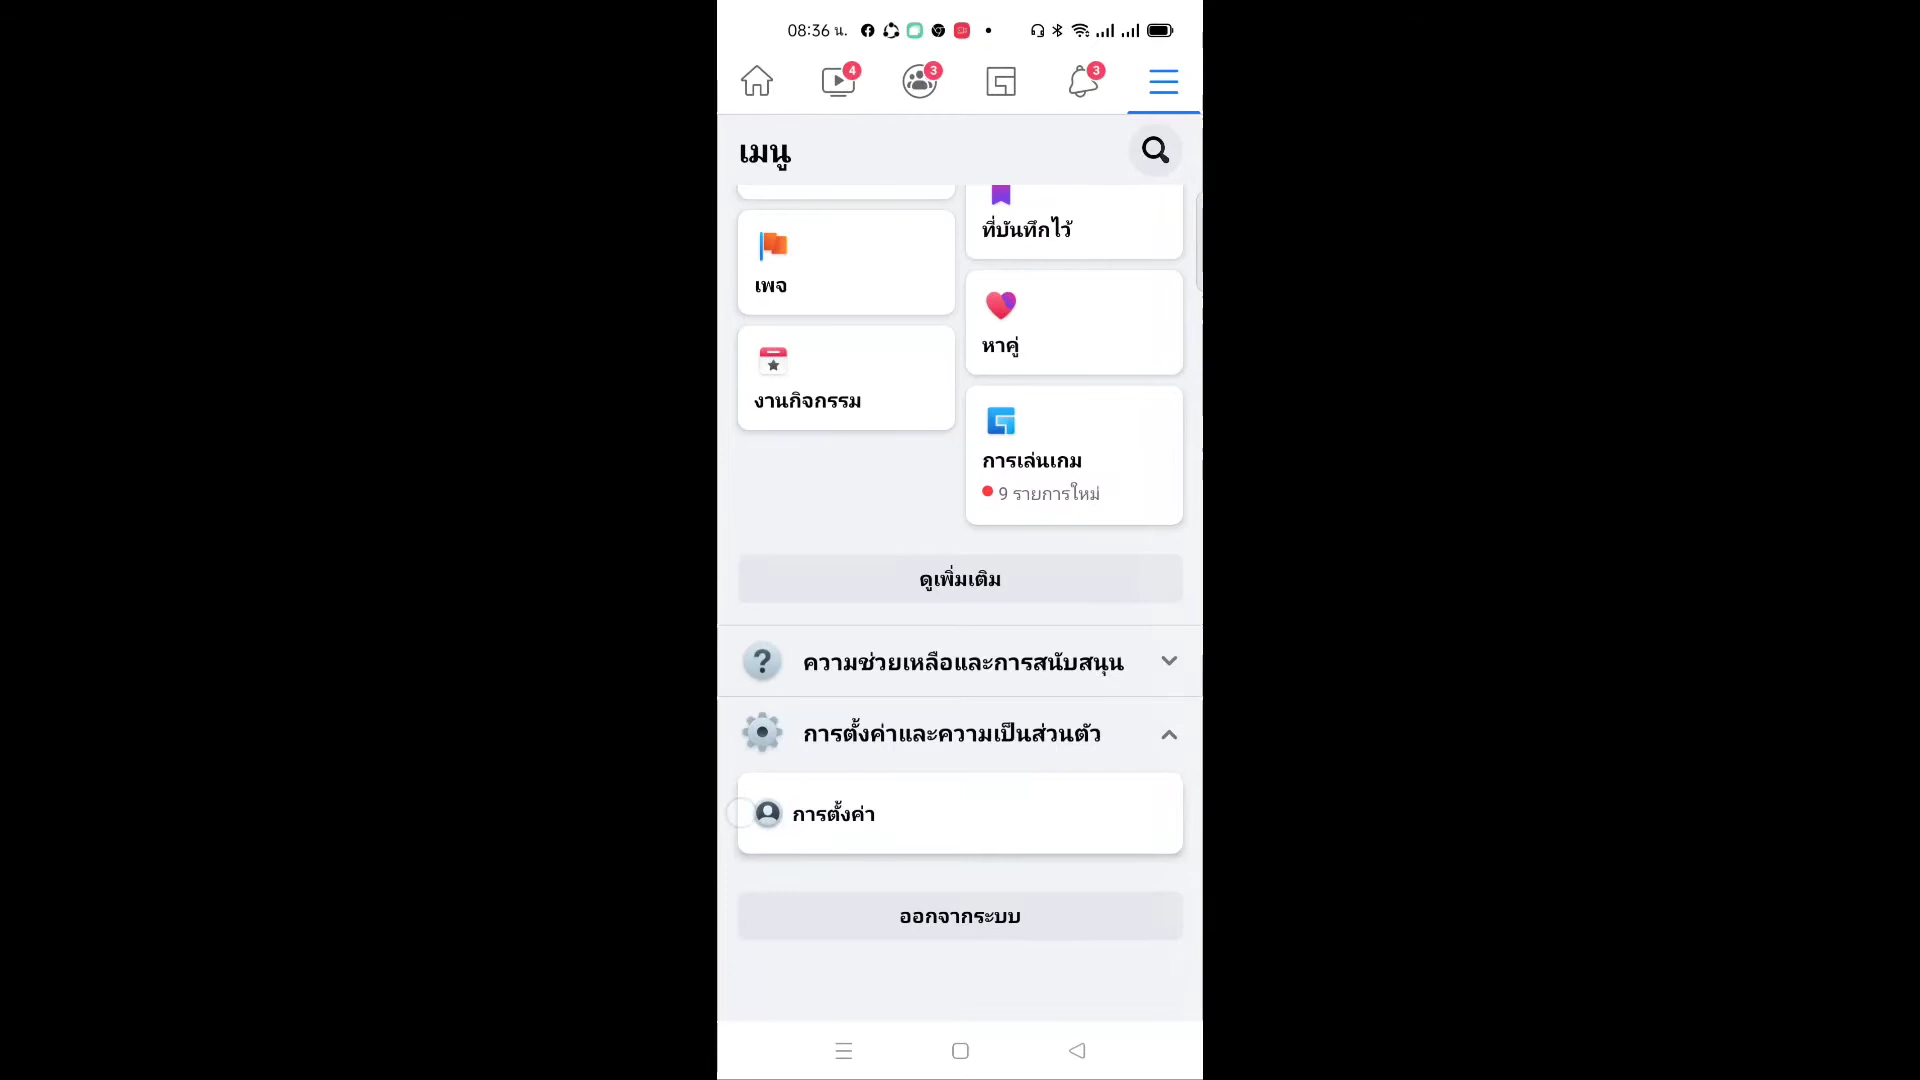 08:36 น.
4
3
3
เมนู
ที่บันทึกไว้
เพจ
หาคู่
งานกิจกรรม
การเล่นเกม
9 รายการใหม่
ดูเพิ่มเติม
ความช่วยเหลือและการสนับสนุน
การตั้งค่าและความเป็นส่วนตัว
การตั้งค่า
ออกจากระบบ